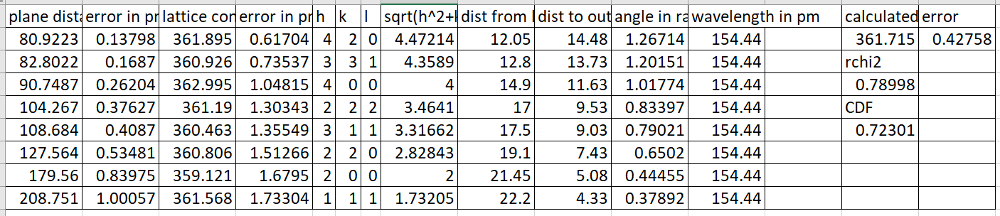 plane dista error in pr lattice con error in pr h k l sqrt(h^2+k dist from l dist to out angle in ra wavelength in pm calculated error
80.9223 0.13798 361.895 0.61704 4 2 0 4.47214 12.05 14.48 1.26714 154.44 361.715 0.42758
82.8022 0.1687 360.926 0.73537 3 3 1 4.3589 12.8 13.73 1.20151 154.44 rchi2
90.7487 0.26204 362.995 1.04815 4 0 0 4 14.9 11.63 1.01774 154.44 0.78998
104.267 0.37627 361.19 1.30343 2 2 2 3.4641 17 9.53 0.83397 154.44 CDF
108.684 0.4087 360.463 1.35549 3 1 1 3.31662 17.5 9.03 0.79021 154.44 0.72301
127.564 0.53481 360.806 1.51266 2 2 0 2.82843 19.1 7.43 0.6502 154.44
179.56 0.83975 359.121 1.6795 2 0 0 2 21.45 5.08 0.44455 154.44
208.751 1.00057 361.568 1.73304 1 1 1 1.73205 22.2 4.33 0.37892 154.44